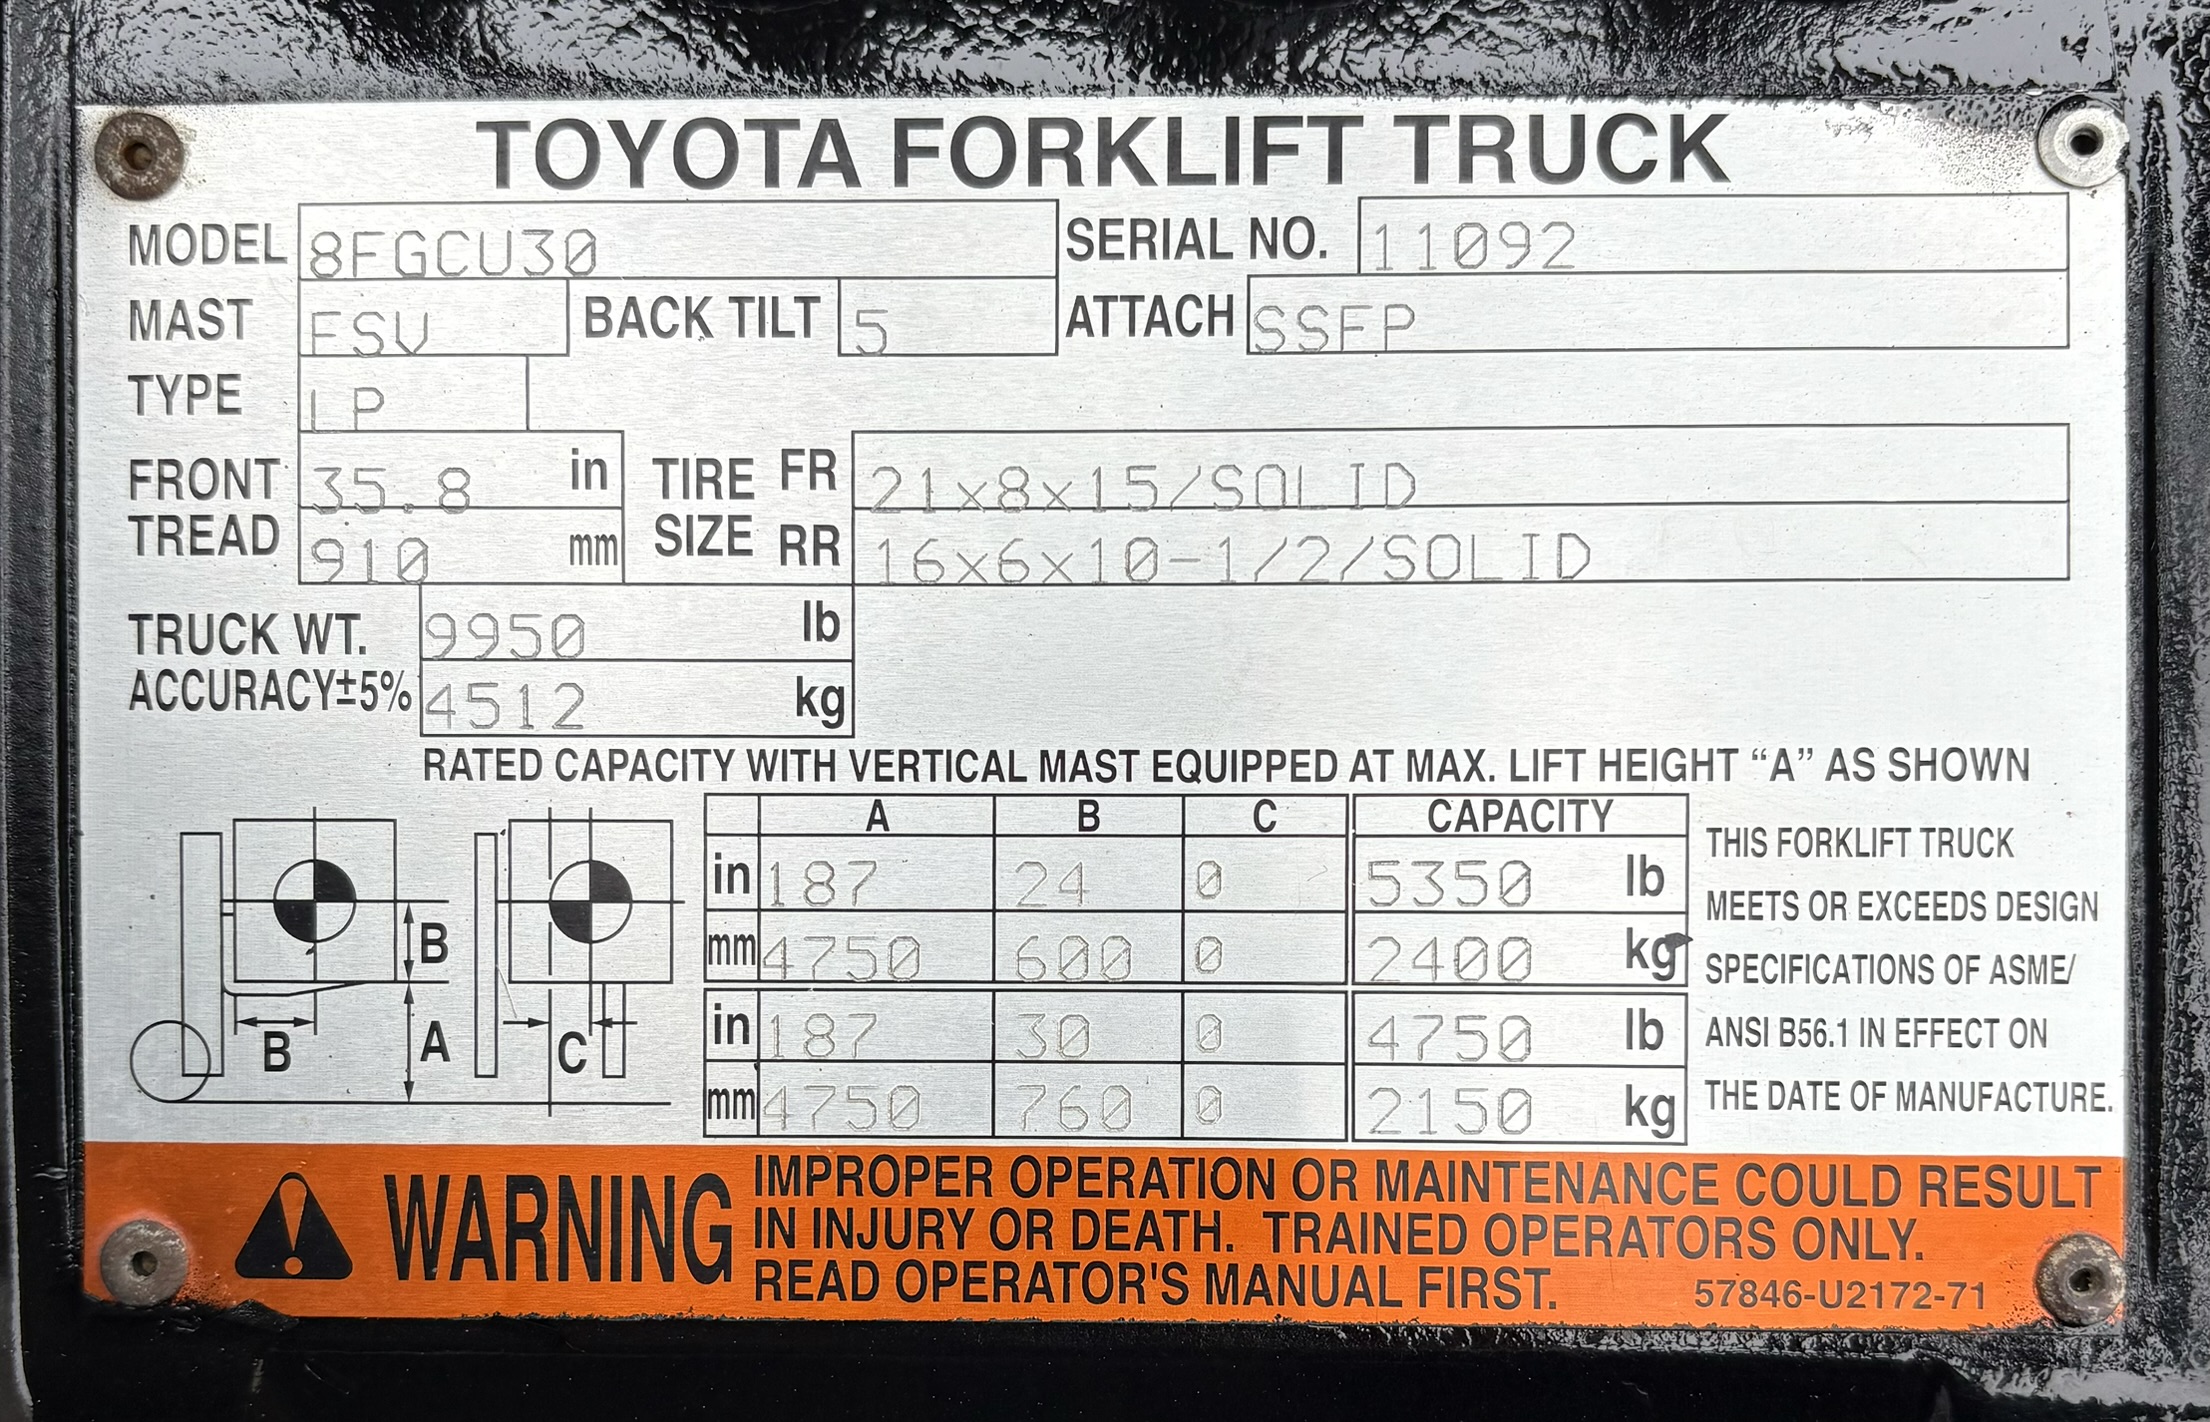 TOYOTA FORKLIFT TRUCK
MODEL 8FGCU30 SERIAL NO. 11092
MAST FSV BACK TILT 5 ATTACH SSFP
TYPE LP
FRONT TREAD 35.8 in TIRE SIZE FR 21x8x15/SOLID
910 mm RR 16x6x10-1/2/SOLID
TRUCK WT. 9950 lb
ACCURACY±5% 4512 kg
RATED CAPACITY WITH VERTICAL MAST EQUIPPED AT MAX. LIFT HEIGHT “A” AS SHOWN
B
B
A
C
A B C CAPACITY
in 187 24 0 5350 lb
mm 4750 600 0 2400 kg
in 187 30 0 4750 lb
mm 4750 760 0 2150 kg
THIS FORKLIFT TRUCK
MEETS OR EXCEEDS DESIGN
SPECIFICATIONS OF ASME/
ANSI B56.1 IN EFFECT ON
THE DATE OF MANUFACTURE.
WARNING
IMPROPER OPERATION OR MAINTENANCE COULD RESULT
IN INJURY OR DEATH. TRAINED OPERATORS ONLY.
READ OPERATOR'S MANUAL FIRST. 57846-U2172-71